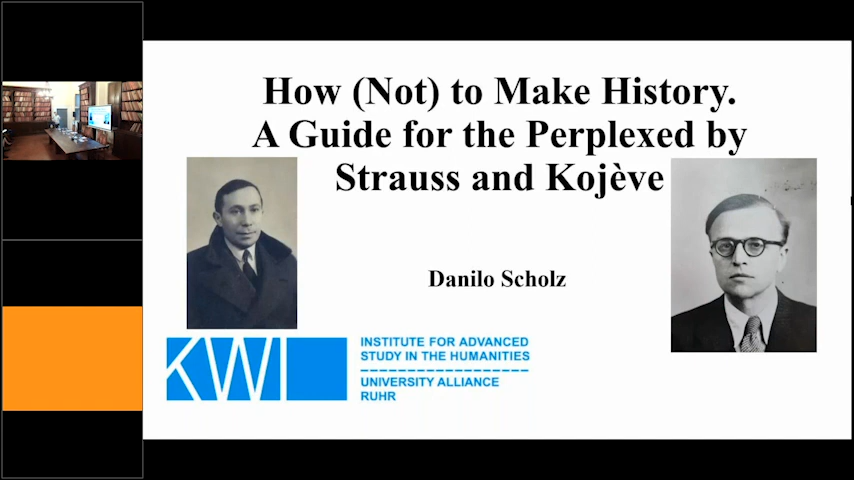 How (Not) to Make History.
A Guide for the Perplexed by
Strauss and Kojève
Danilo Scholz
KWI
INSTITUTE FOR ADVANCED
STUDY IN THE HUMANITIES
UNIVERSITY ALLIANCE
RUHR